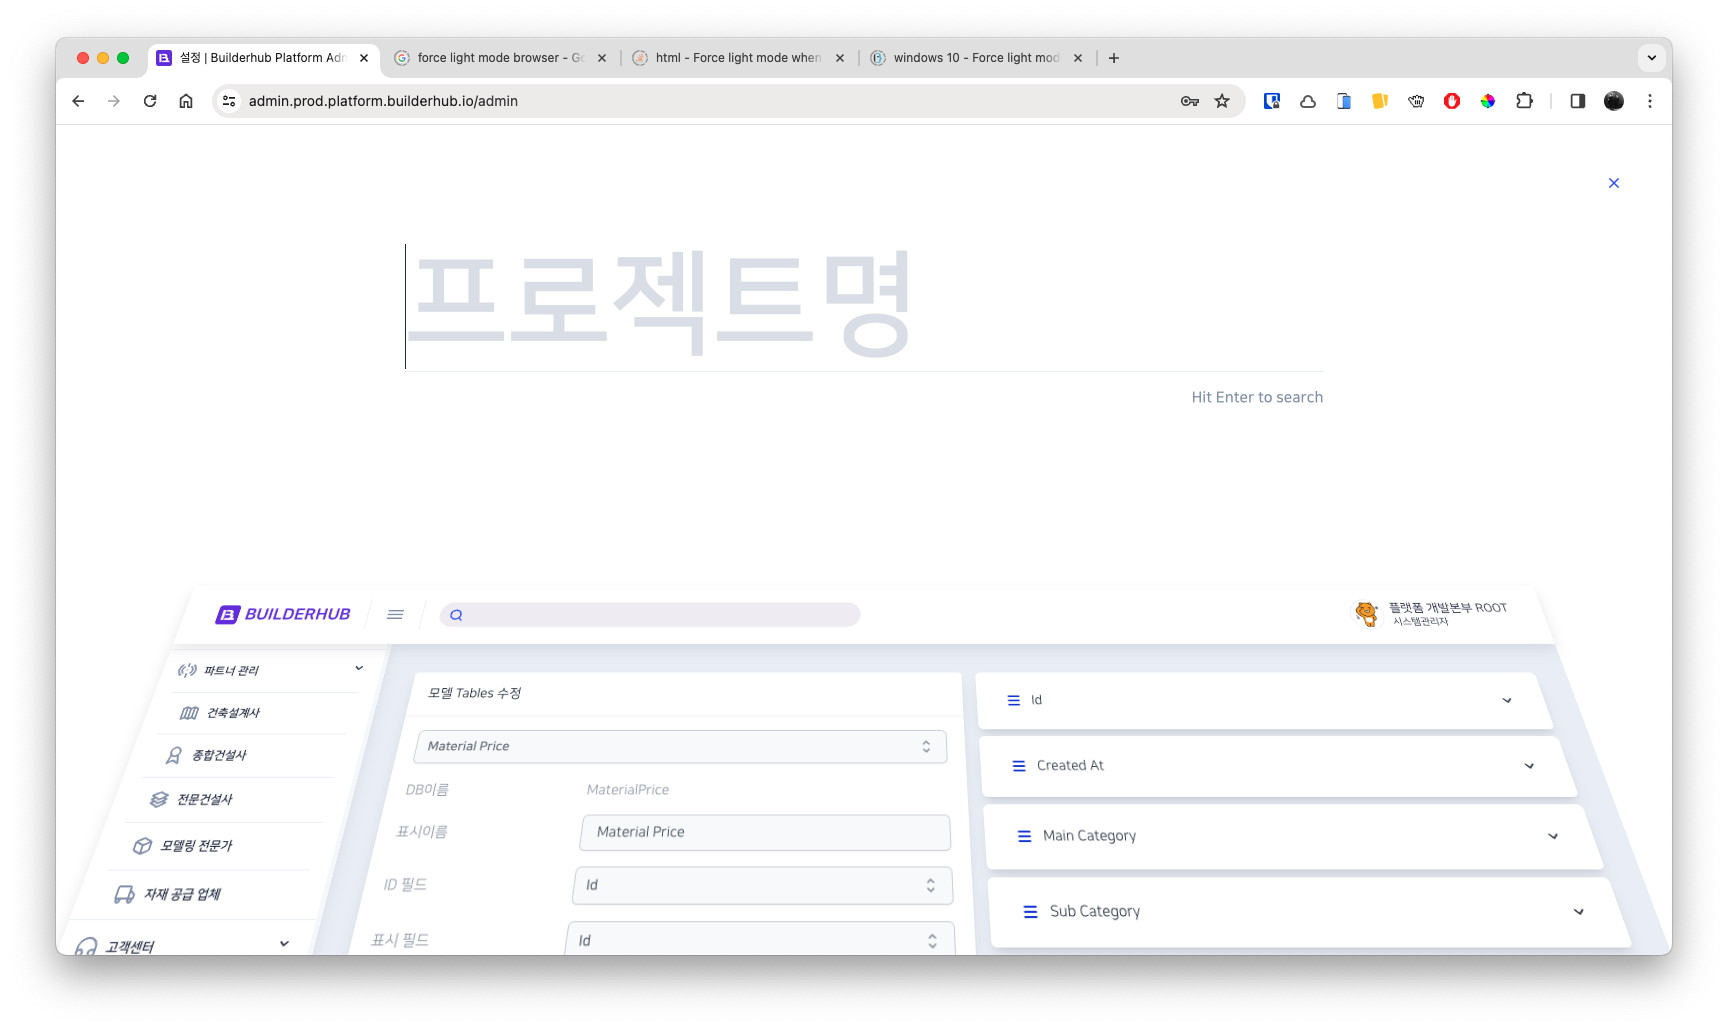 설정 | Builderhub Platform Adn
force light mode browser - Go
html - Force light mode when
windows 10 - Force light mod
admin.prod.platform.builderhub.io/admin
프로젝트명
Hit Enter to search
BUILDERHUB
플랫폼 개발본부 ROOT
시스템관리자
파트너 관리
건축설계사
종합건설사
전문건설사
모델링 전문가
자재 공급 업체
고객센터
모델 Tables 수정
Material Price
DB이름
MaterialPrice
표시이름
Material Price
ID 필드
Id
표시 필드
Id
Id
Created At
Main Category
Sub Category